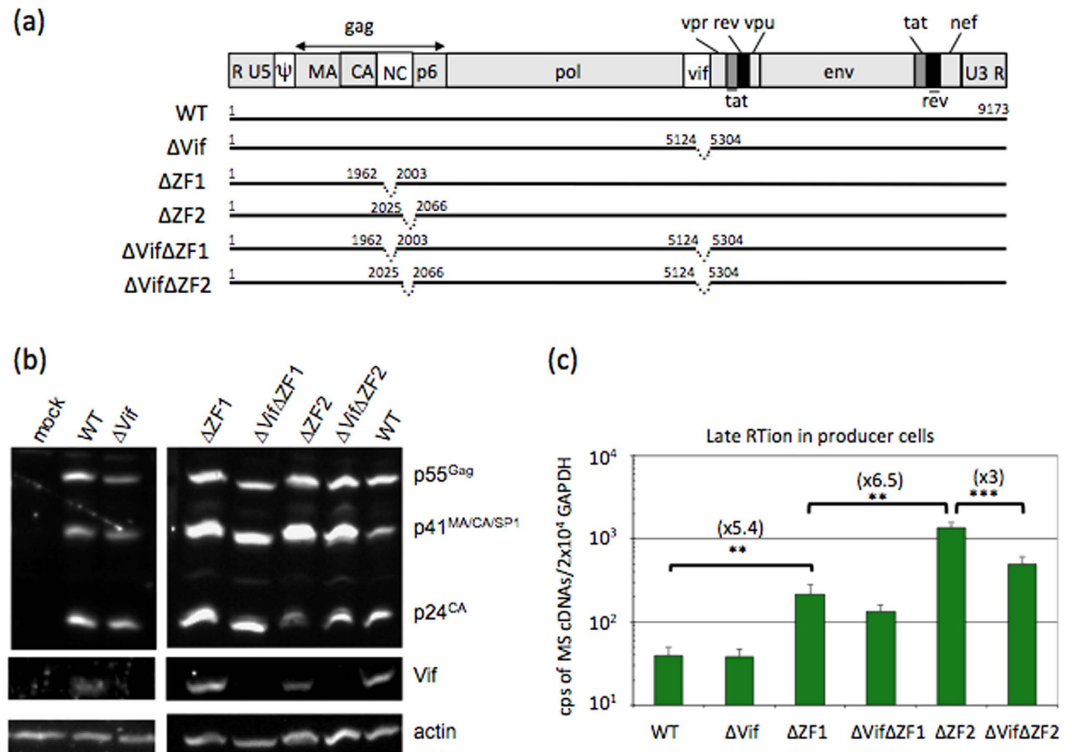 (a)
gag
vpr rev vpu
tat
nef
R U5 ψ MA CA NC p6 pol vif env U3 R
tat
rev
WT 1 9173
ΔVif 1 5124 5304
ΔZF1 1 1962 2003
ΔZF2 1 2025 2066
ΔVifΔZF1 1 1962 2003 5124 5304
ΔVifΔZF2 1 2025 2066 5124 5304
(b)
mock WT ΔVif ΔZF1 ΔVifΔZF1 ΔZF2 ΔVifΔZF2 WT
p55Gag
p41MA/CA/SP1
p24CA
Vif
actin
(c)
Late RTion in producer cells
cps of MS cDNAs/2x10⁴ GAPDH
10⁴
10³
10²
10¹
(x5.4)
**
(x6.5)
**
(x3)
***
WT ΔVif ΔZF1 ΔVifΔZF1 ΔZF2 ΔVifΔZF2